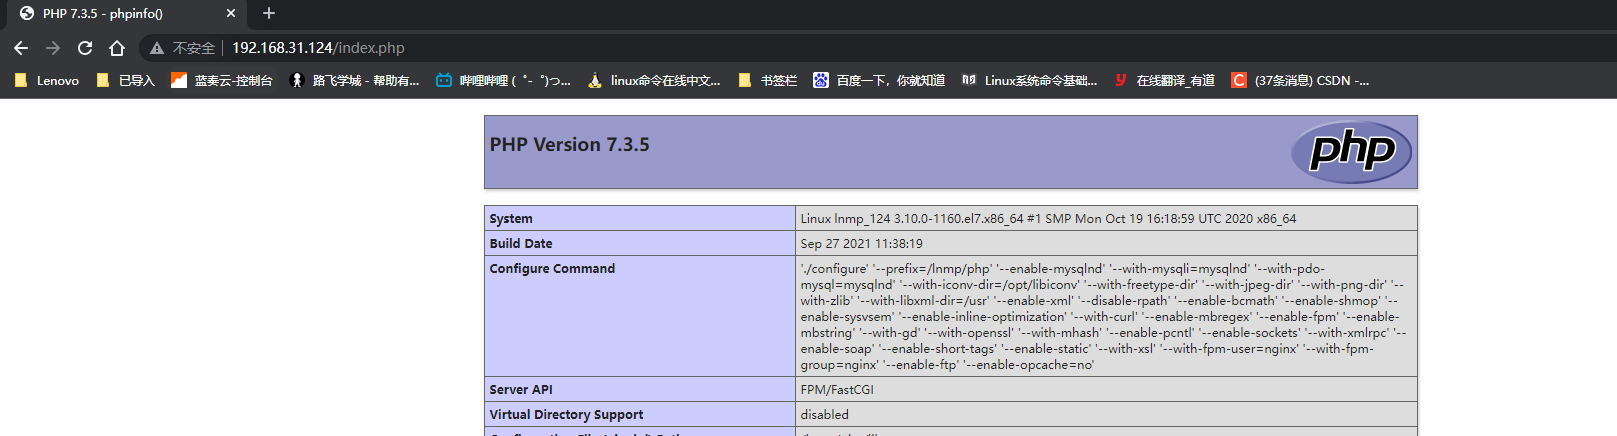 PHP 7.3.5 - phpinfo()
不安全 192.168.31.124/index.php
Lenovo 已导入 蓝奏云-控制台 路飞学城 - 帮助有... 哔哩哔哩 (゜-゜)つ... linux命令在线中文... 书签栏 百度一下，你就知道 Linux系统命令基础... 在线翻译_有道 (37条消息) CSDN -...
PHP Version 7.3.5
php
System Linux lnmp_124 3.10.0-1160.el7.x86_64 #1 SMP Mon Oct 19 16:18:59 UTC 2020 x86_64
Build Date Sep 27 2021 11:38:19
Configure Command './configure' '--prefix=/lnmp/php' '--enable-mysqlnd' '--with-mysqli=mysqlnd' '--with-pdo-
mysql=mysqlnd' '--with-iconv-dir=/opt/libiconv' '--with-freetype-dir' '--with-jpeg-dir' '--with-png-dir' '--
with-zlib' '--with-libxml-dir=/usr' '--enable-xml' '--disable-rpath' '--enable-bcmath' '--enable-shmop' '--
enable-sysvsem' '--enable-inline-optimization' '--with-curl' '--enable-mbregex' '--enable-fpm' '--enable-
mbstring' '--with-gd' '--with-openssl' '--with-mhash' '--enable-pcntl' '--enable-sockets' '--with-xmlrpc' '--
enable-soap' '--enable-short-tags' '--enable-static' '--with-xsl' '--with-fpm-user=nginx' '--with-fpm-
group=nginx' '--enable-ftp' '--enable-opcache=no'
Server API FPM/FastCGI
Virtual Directory Support disabled